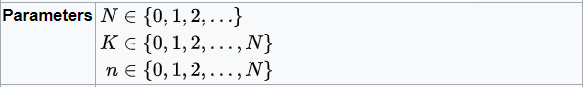 Parameters N ∈ {0, 1, 2, …}
K ∈ {0, 1, 2, …, N}
n ∈ {0, 1, 2, …, N}